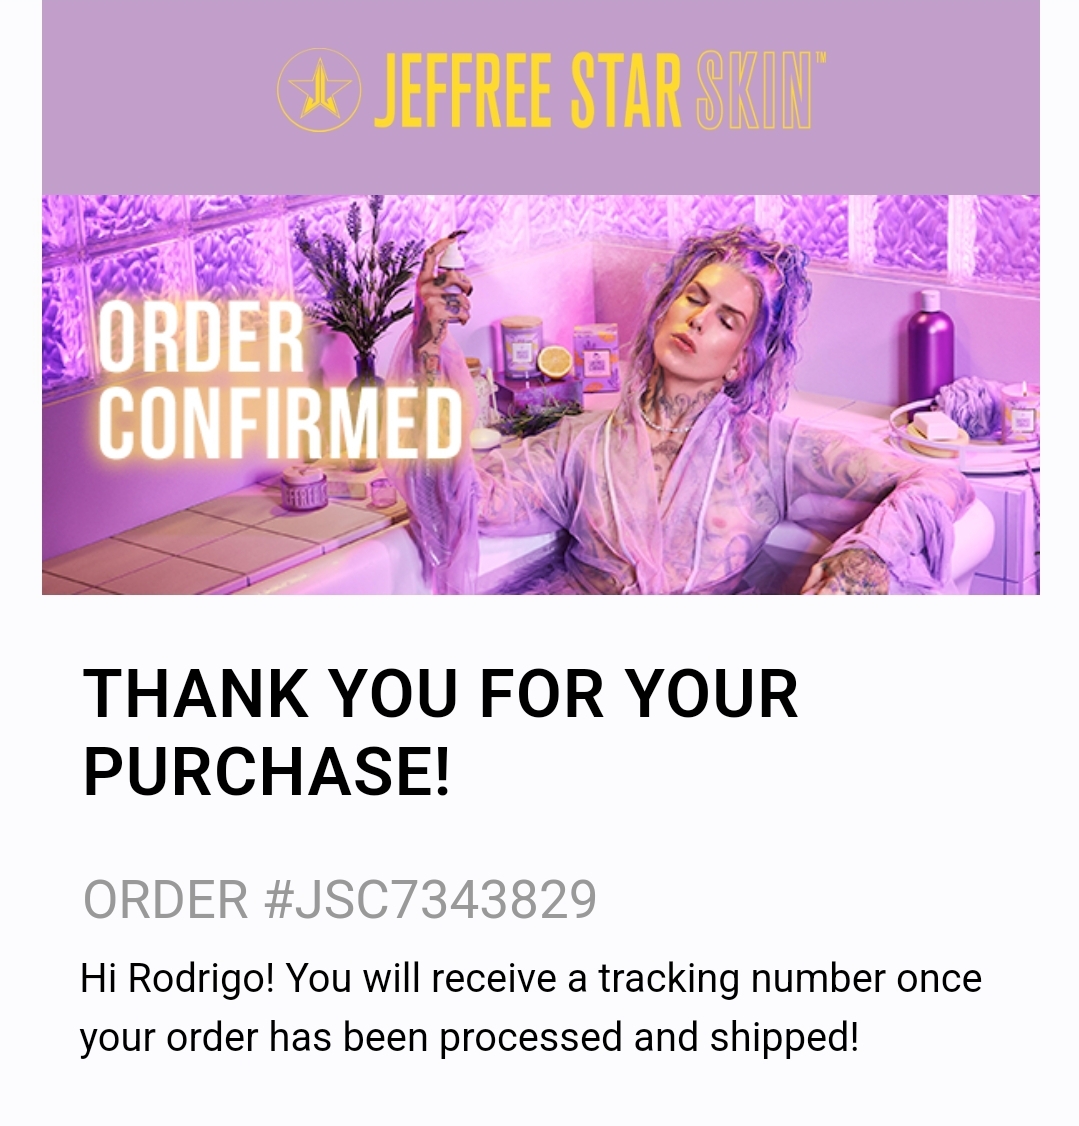 JEFFREE STAR SKIN™
ORDER
CONFIRMED
THANK YOU FOR YOUR
PURCHASE!
ORDER #JSC7343829
Hi Rodrigo! You will receive a tracking number once
your order has been processed and shipped!